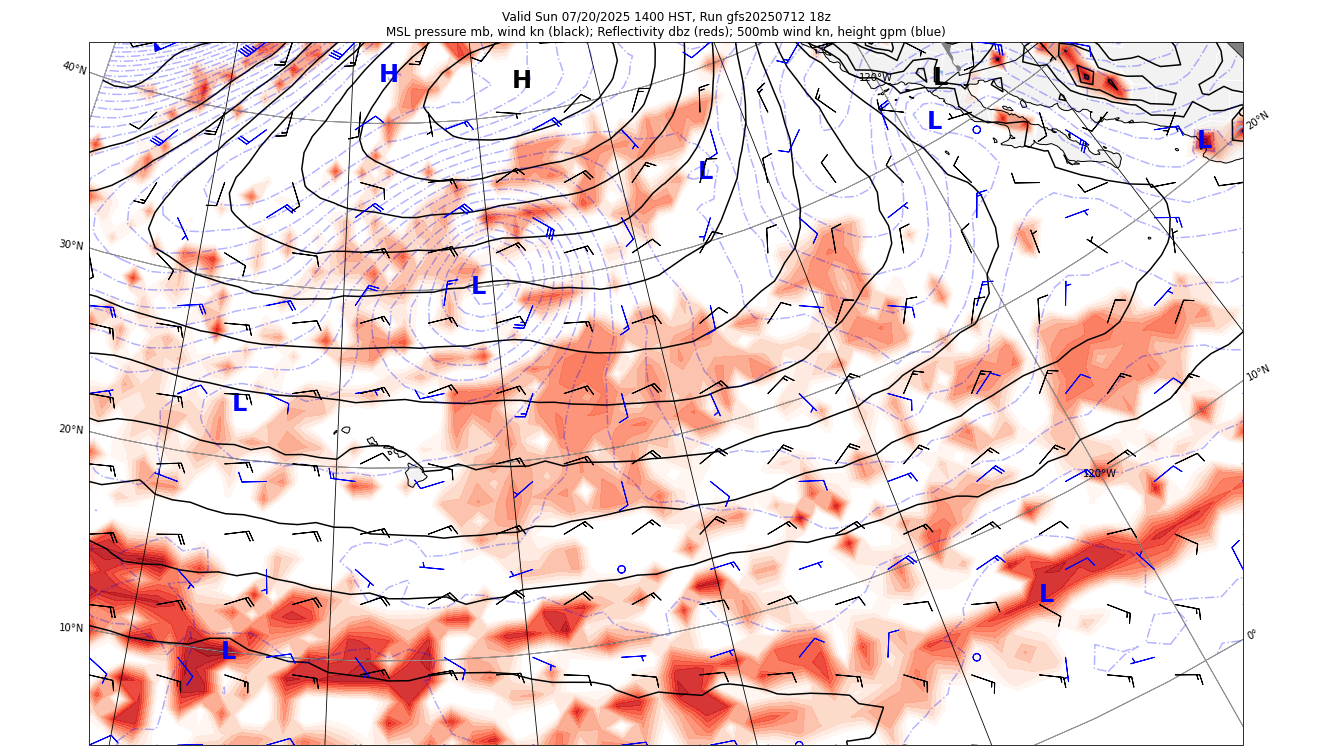 Valid Sun 07/20/2025 1400 HST, Run gfs20250712 18z
MSL pressure mb, wind kn (black); Reflectivity dbz (reds); 500mb wind kn, height gpm (blue)
40°N
H
H
120°W
L
L
20°N
L
L
30°N
L
10°N
L
20°N
120°W
L
10°N
0°
L